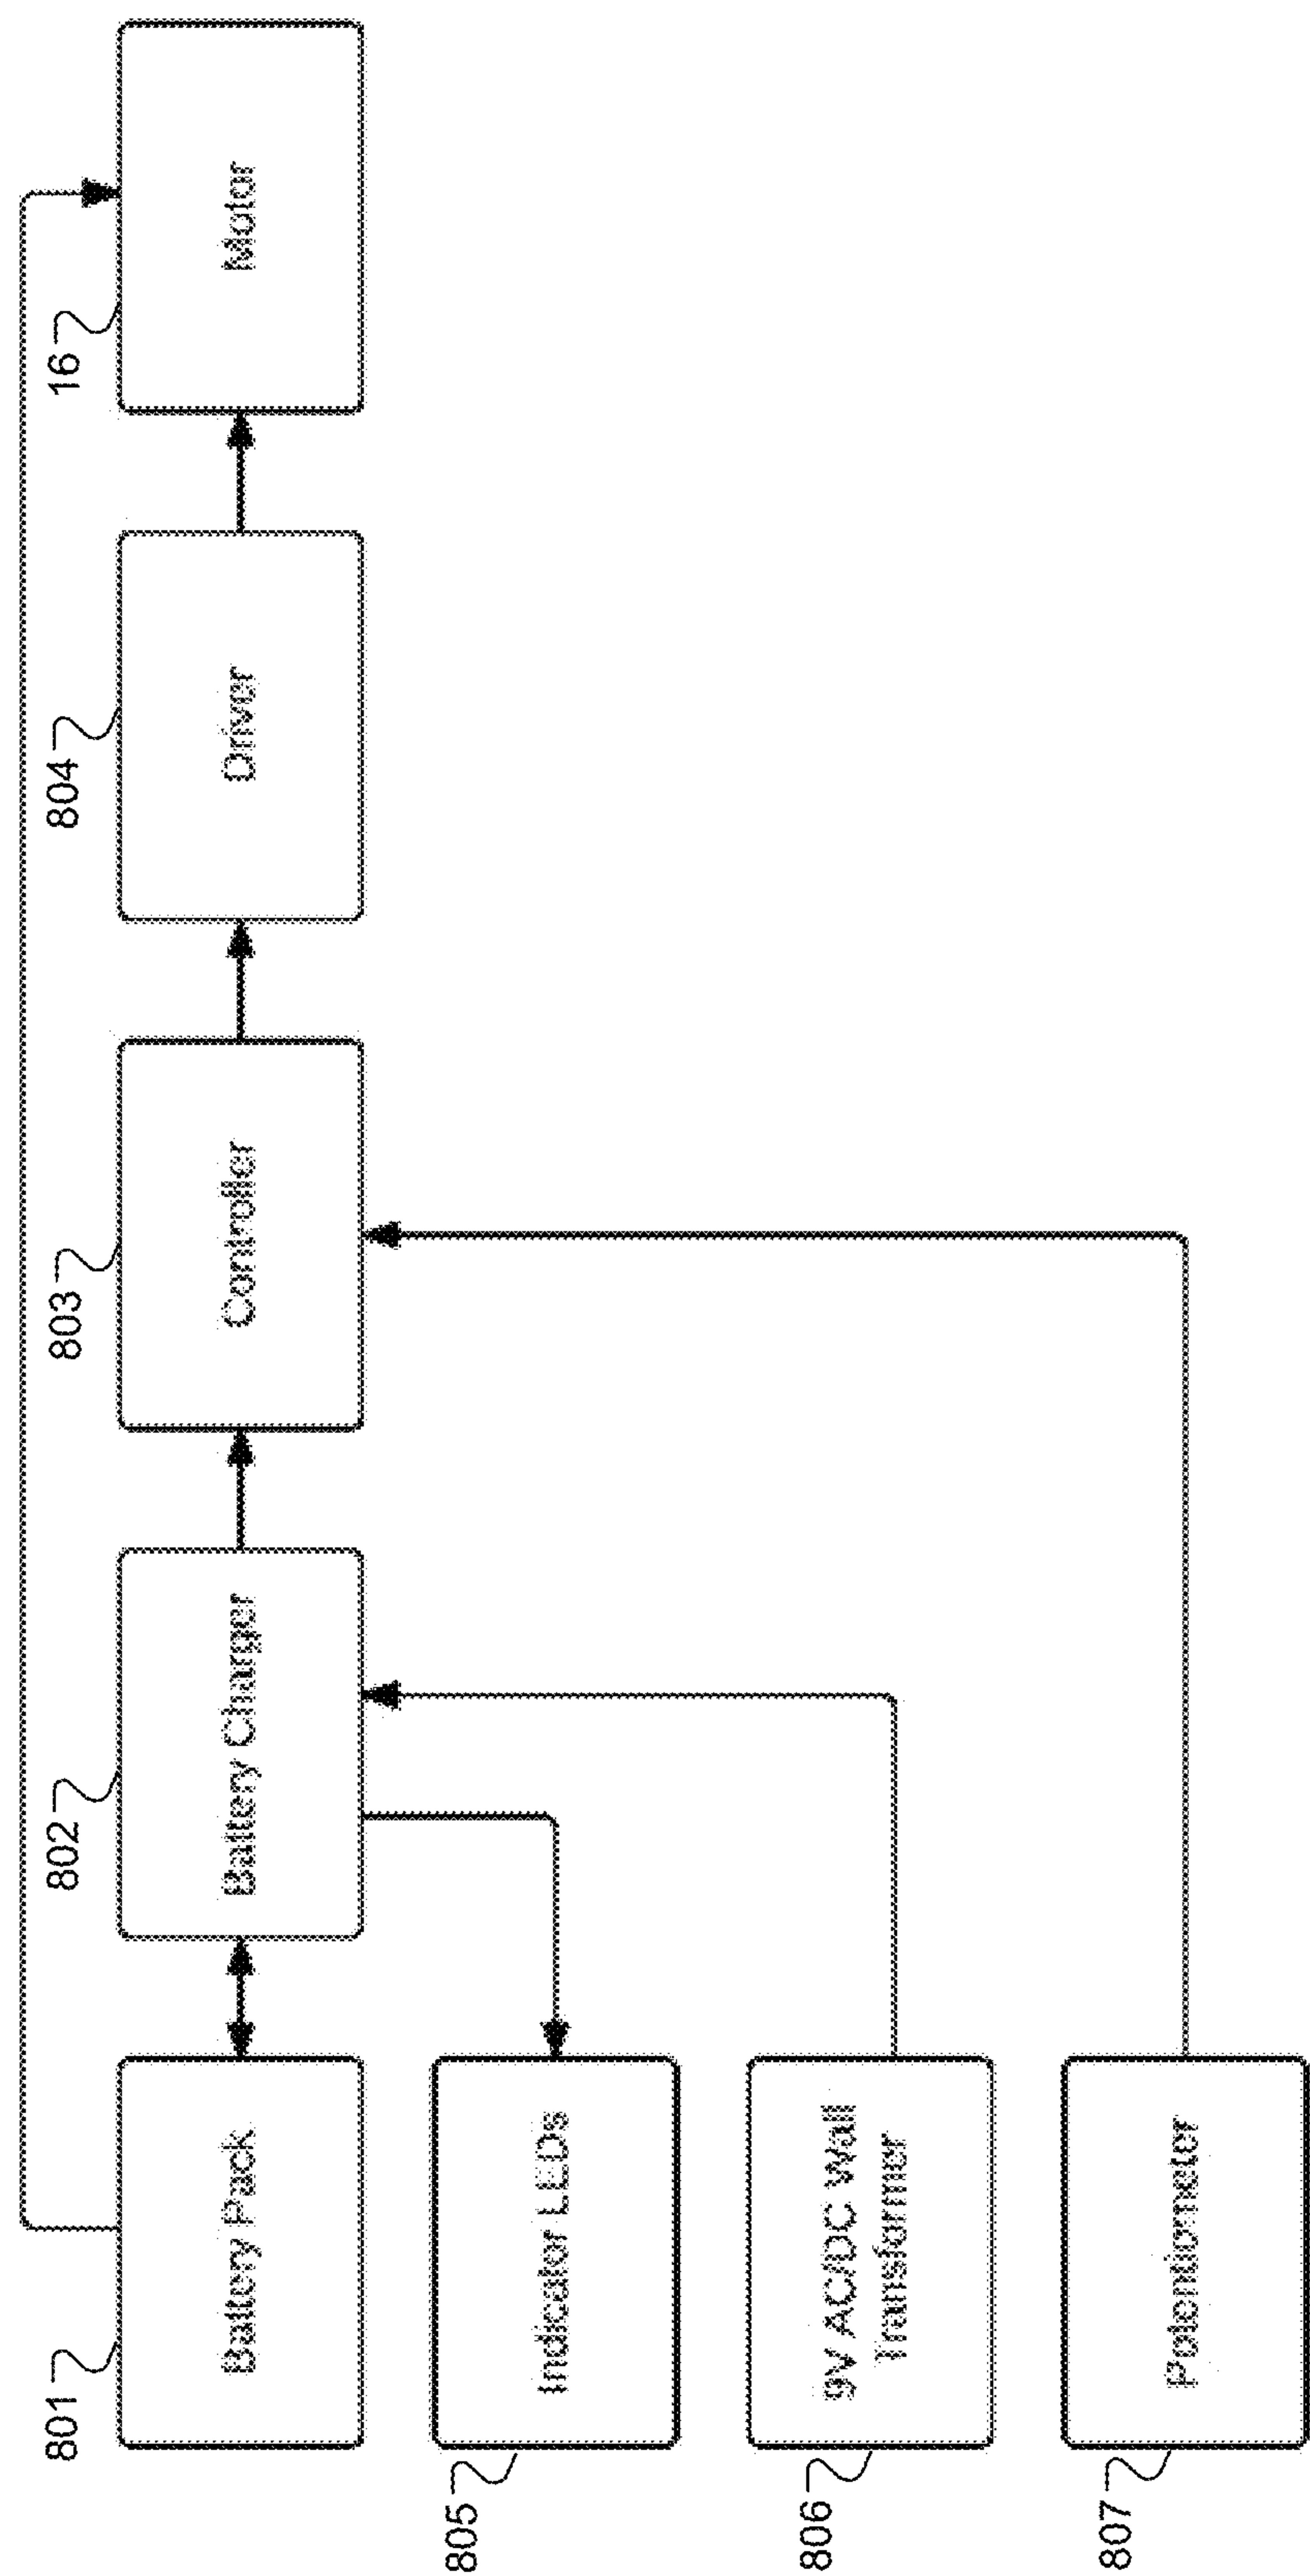 801
Battery Pack
802
Battery Charger
803
Controller
804
Driver
16
Motor
805
Indicator LEDs
806
9V AC/DC Wall
Transformer
807
Potentiometer